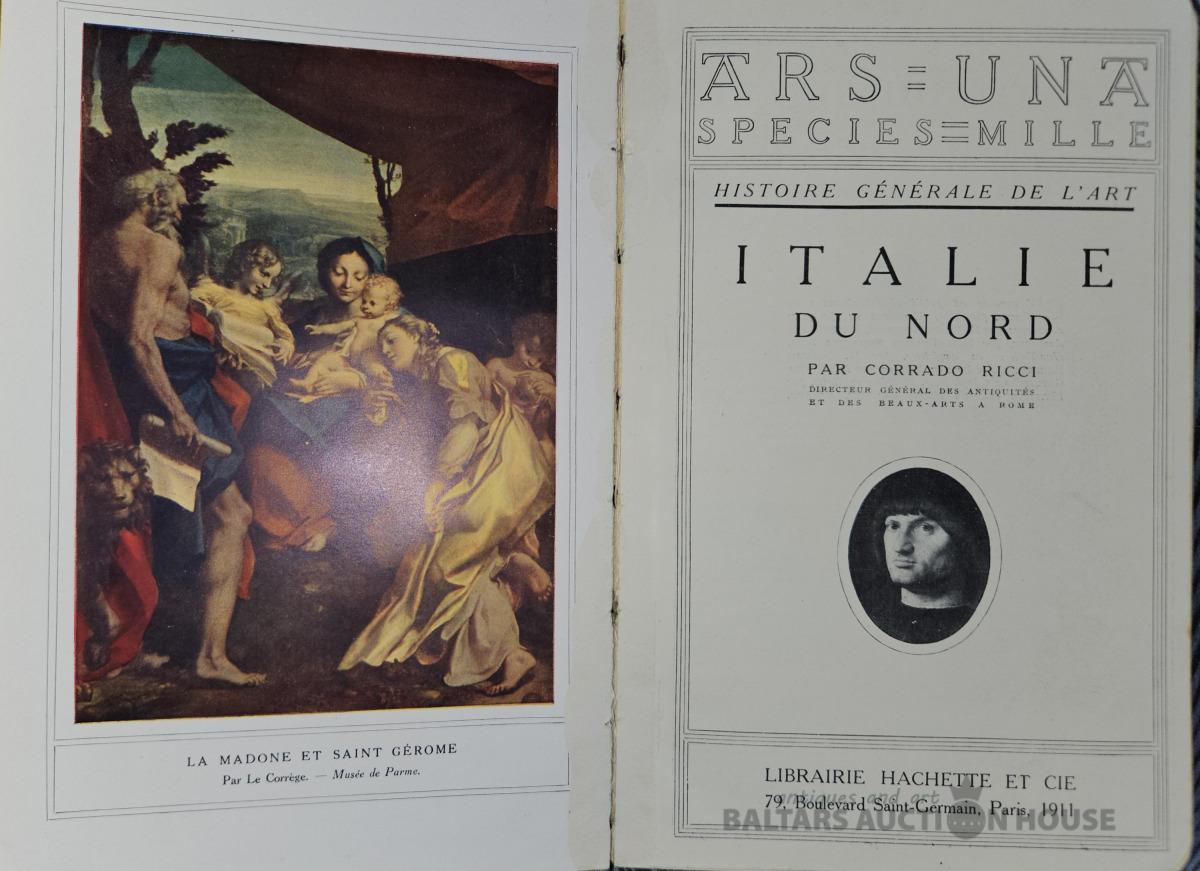 LA MADONE ET SAINT GÉROME
Par Le Corrège. — Musée de Parme.
ARS UNA
SPECIES MILLE
HISTOIRE GÉNÉRALE DE L'ART
ITALIE
DU NORD
PAR CORRADO RICCI
DIRECTEUR GÉNÉRAL DES ANTIQUITÉS
ET DES BEAUX-ARTS A ROME
LIBRAIRIE HACHETTE ET CIE
79, Boulevard Saint-Germain, Paris, 1911
antiques and art
BALTARS AUCTION HOUSE